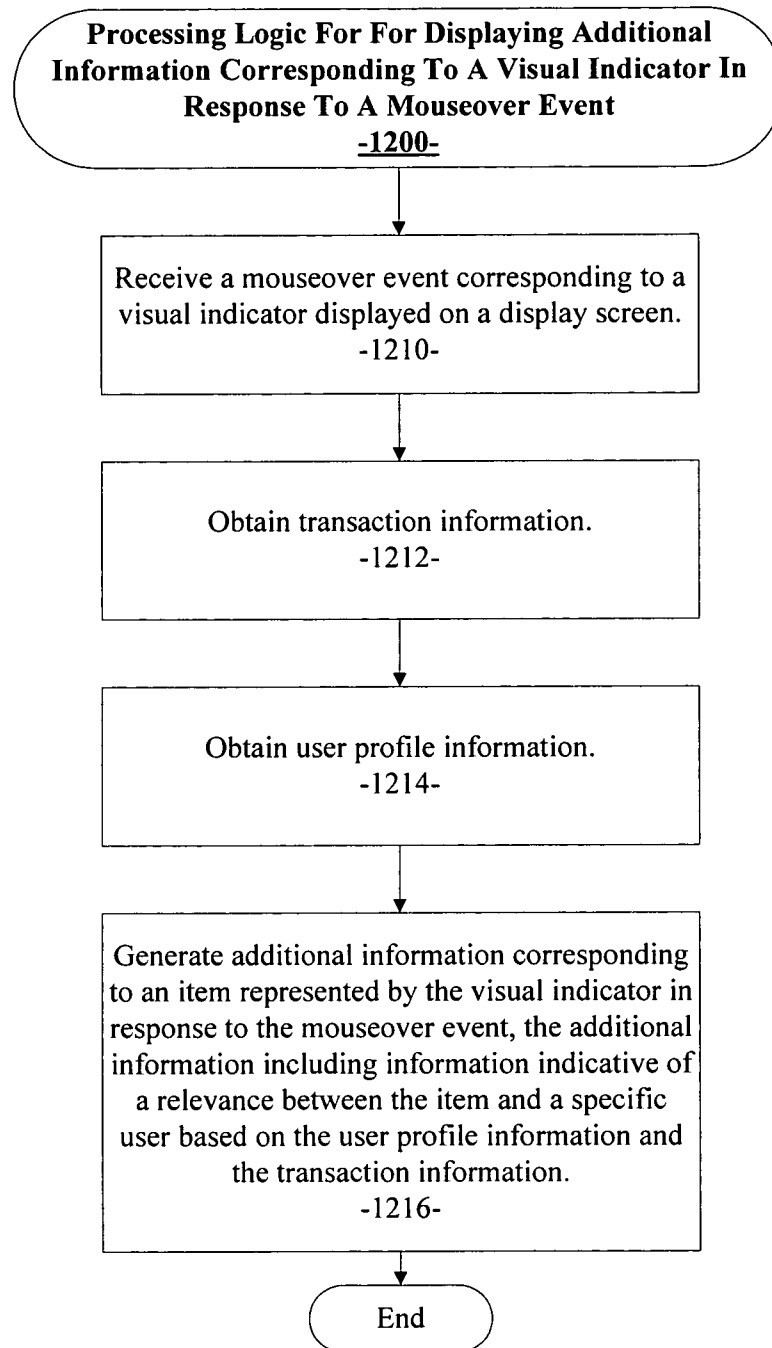 Processing Logic For For Displaying Additional
Information Corresponding To A Visual Indicator In
Response To A Mouseover Event
-1200-
Receive a mouseover event corresponding to a
visual indicator displayed on a display screen.
-1210-
Obtain transaction information.
-1212-
Obtain user profile information.
-1214-
Generate additional information corresponding
to an item represented by the visual indicator in
response to the mouseover event, the additional
information including information indicative of
a relevance between the item and a specific
user based on the user profile information and
the transaction information.
-1216-
End